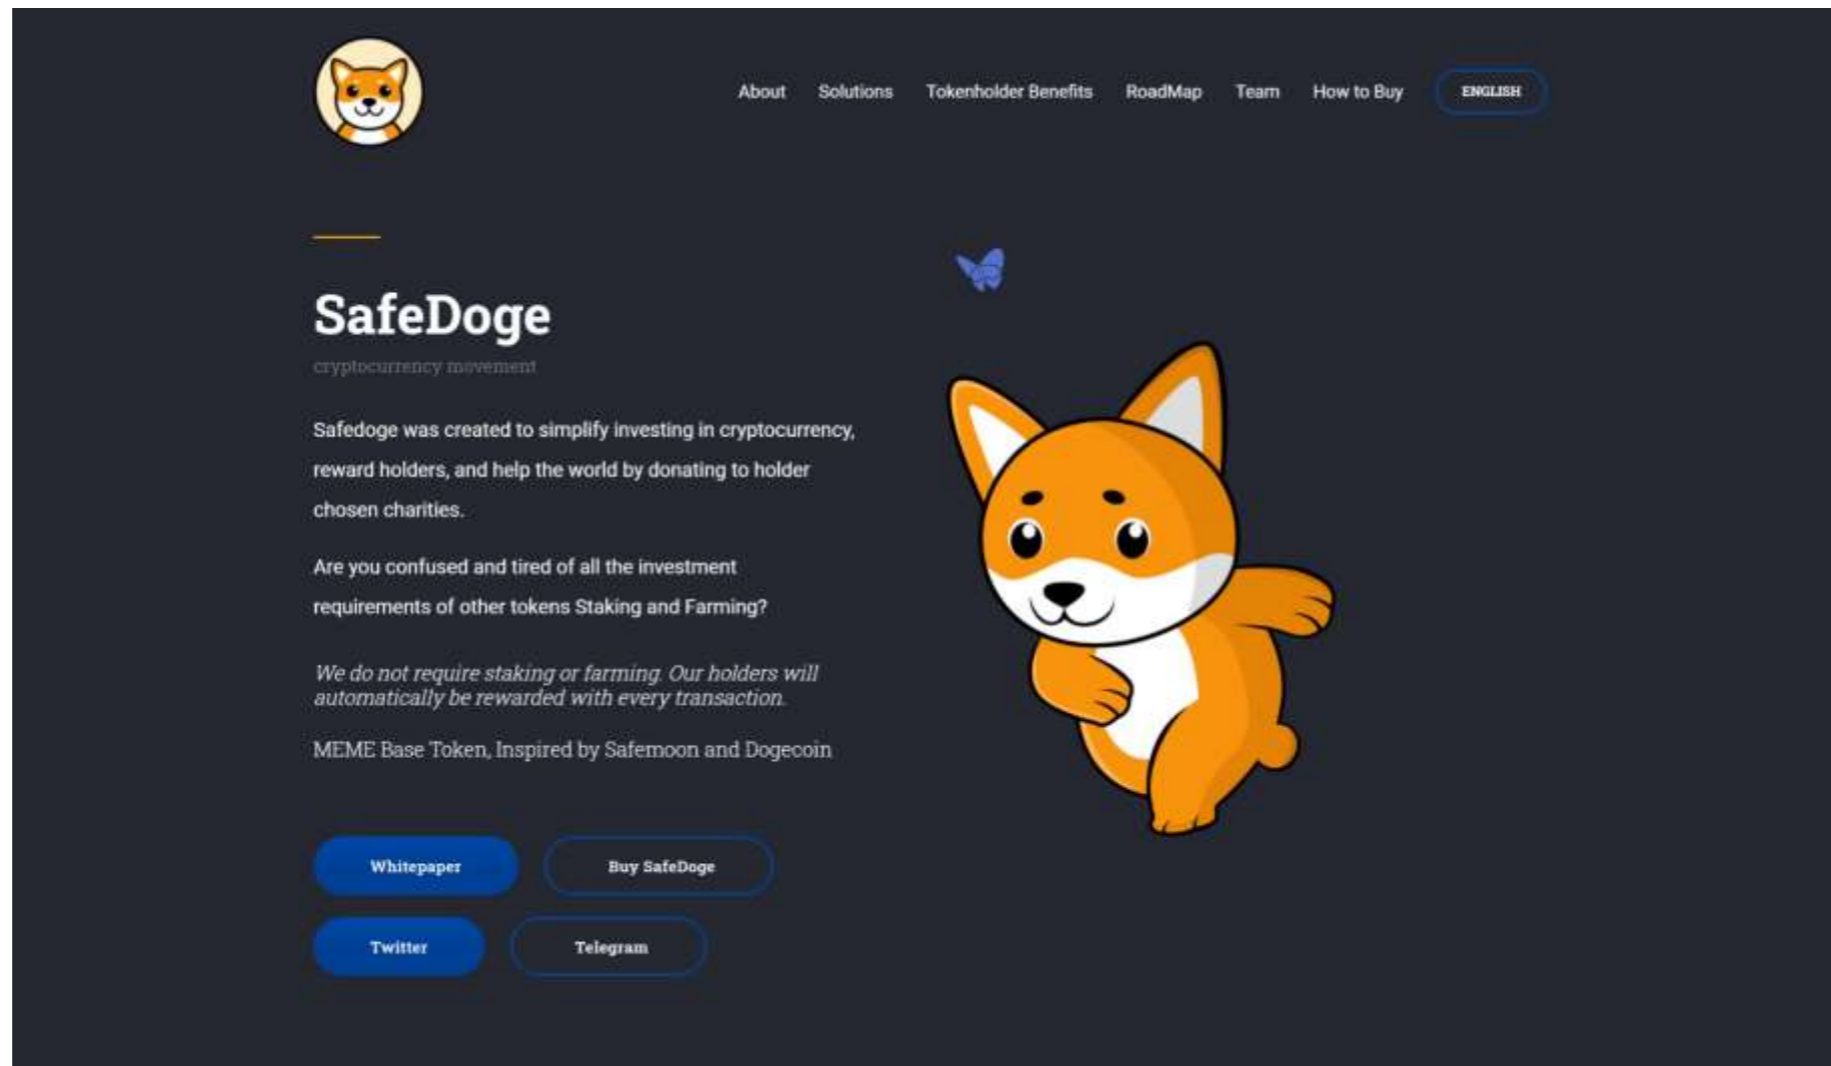 About Solutions Tokenholder Benefits RoadMap Team How to Buy ENGLISH
SafeDoge
cryptocurrency movement
Safedoge was created to simplify investing in cryptocurrency,
reward holders, and help the world by donating to holder
chosen charities.
Are you confused and tired of all the investment
requirements of other tokens Staking and Farming?
We do not require staking or farming. Our holders will
automatically be rewarded with every transaction.
MEME Base Token, Inspired by Safemoon and Dogecoin
Whitepaper Buy SafeDoge
Twitter Telegram